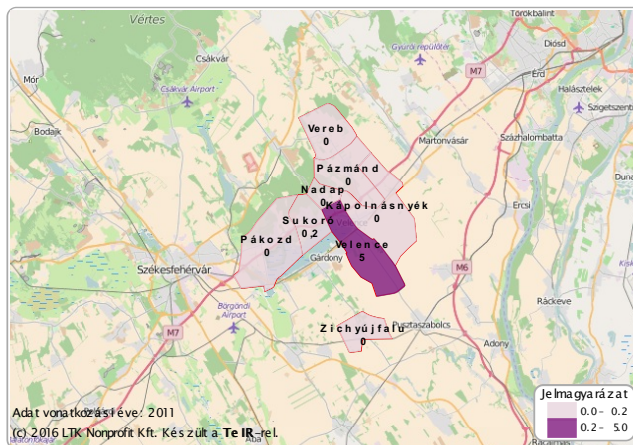 Vértes
Törökbálint
Gyurói repülőtér
Diósd
Csákvár
M7
Érd
Mór
Csákvár Airport
Halásztelek
Szigetszentm
Vereb
0
Bodajk
Martonvásár
Százhalombatta
Pázmánd
0
Nadap
0
Kápolnásnyék
0
Ercsi
Sukoró
0,2
Pákozd
0
Velence
5
Székesfehérvár
Gárdony
M6
Börgöndi
Airport
Ráckeve
Zichyújfalu
0
Pusztaszabolcs
M7
Adony
Adat vonatkozási éve: 2011
(c) 2016 LTK Nonprofit Kft. Készült a TeIR-rel.
Aba
Jelmagyarázat
0.0 – 0.2
0.2 – 5.0